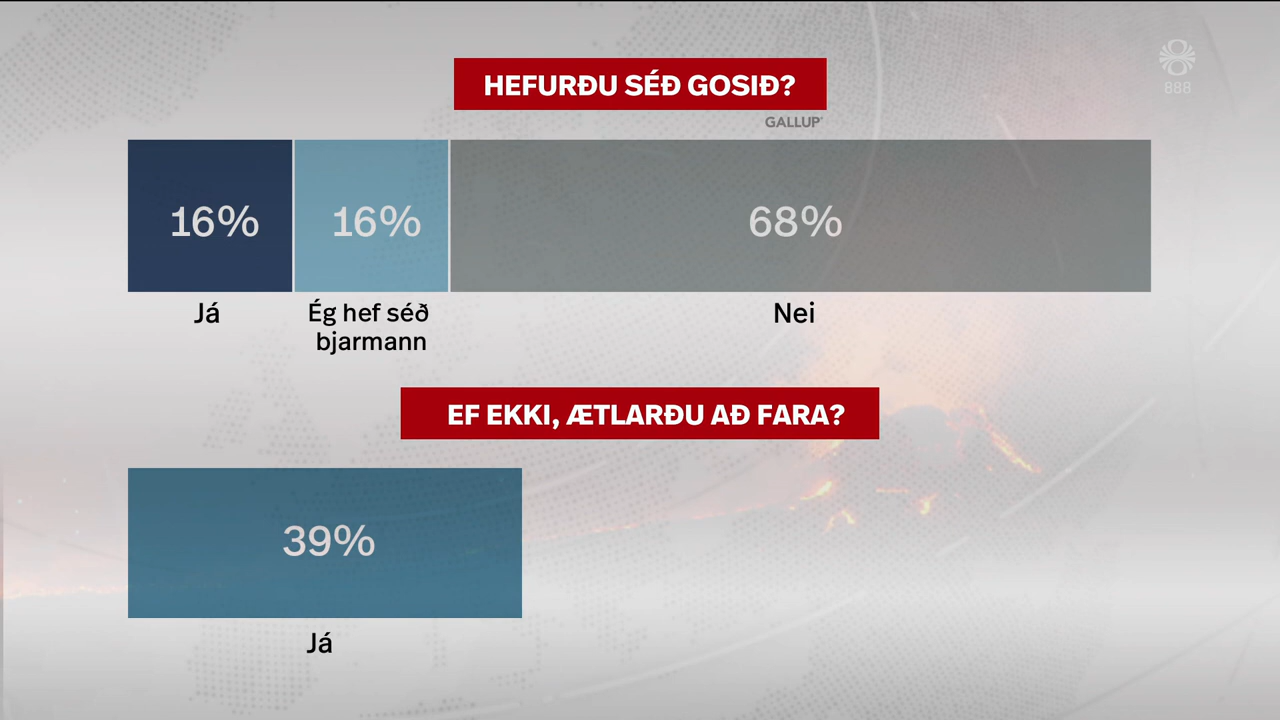 HEFURÐU SÉÐ GOSIÐ?
888
GALLUP
16%
16%
68%
Já
Ég hef séð
bjarmann
Nei
EF EKKI, ÆTLARÐU AÐ FARA?
39%
Já